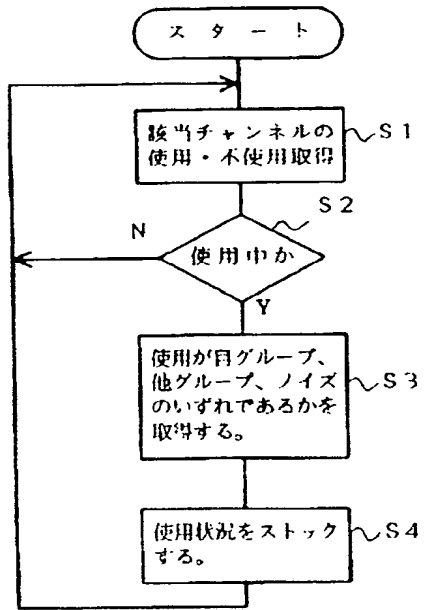 スタート
該当チャンネルの
使用・不使用取得
S1
S2
N
使用中か
Y
使用が自グループ、
他グループ、ノイズ
のいずれであるかを
取得する。
S3
使用状況をストック
する。
S4